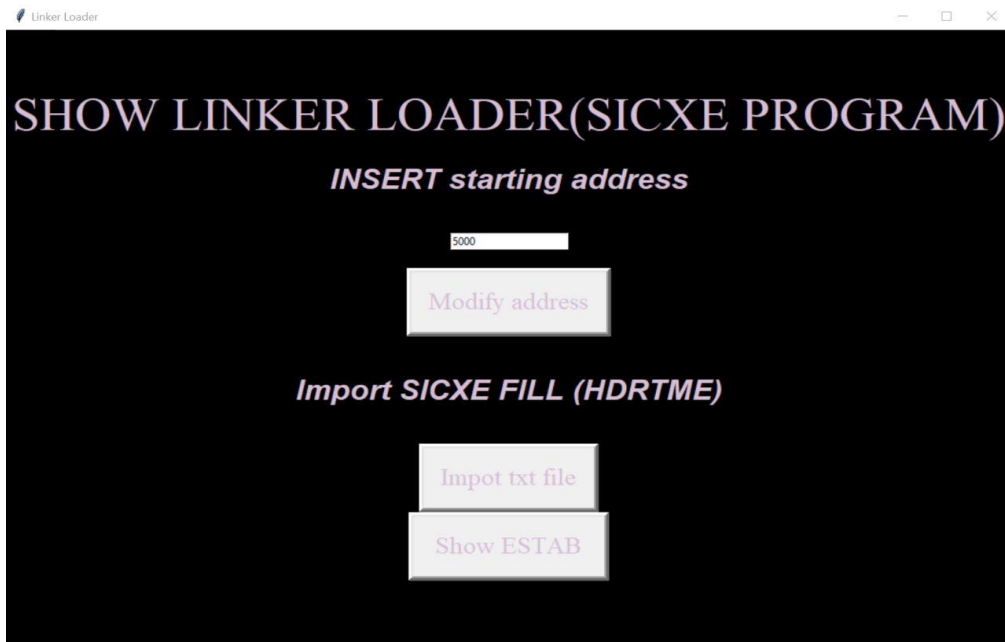 Linker Loader
SHOW LINKER LOADER(SICXE PROGRAM)
INSERT starting address
5000
Modify address
Import SICXE FILL (HDRTME)
Impot txt file
Show ESTAB